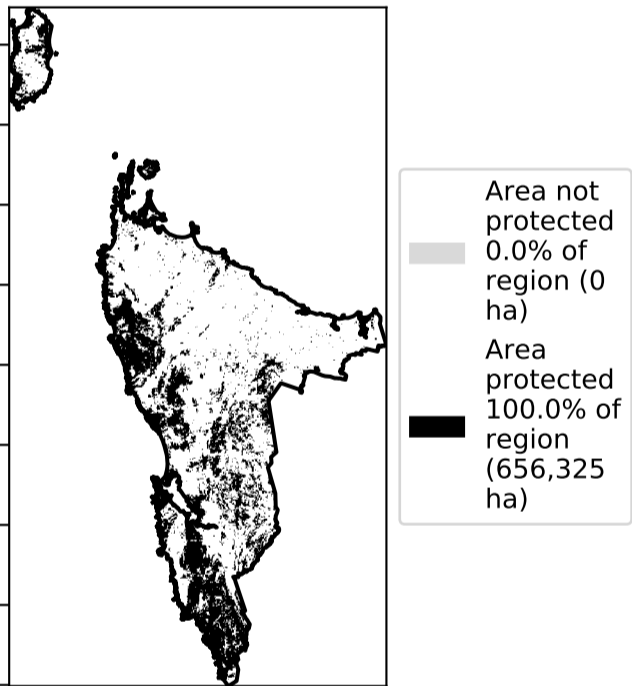 Area not
protected
0.0% of
region (0
ha)
Area
protected
100.0% of
region
(656,325
ha)